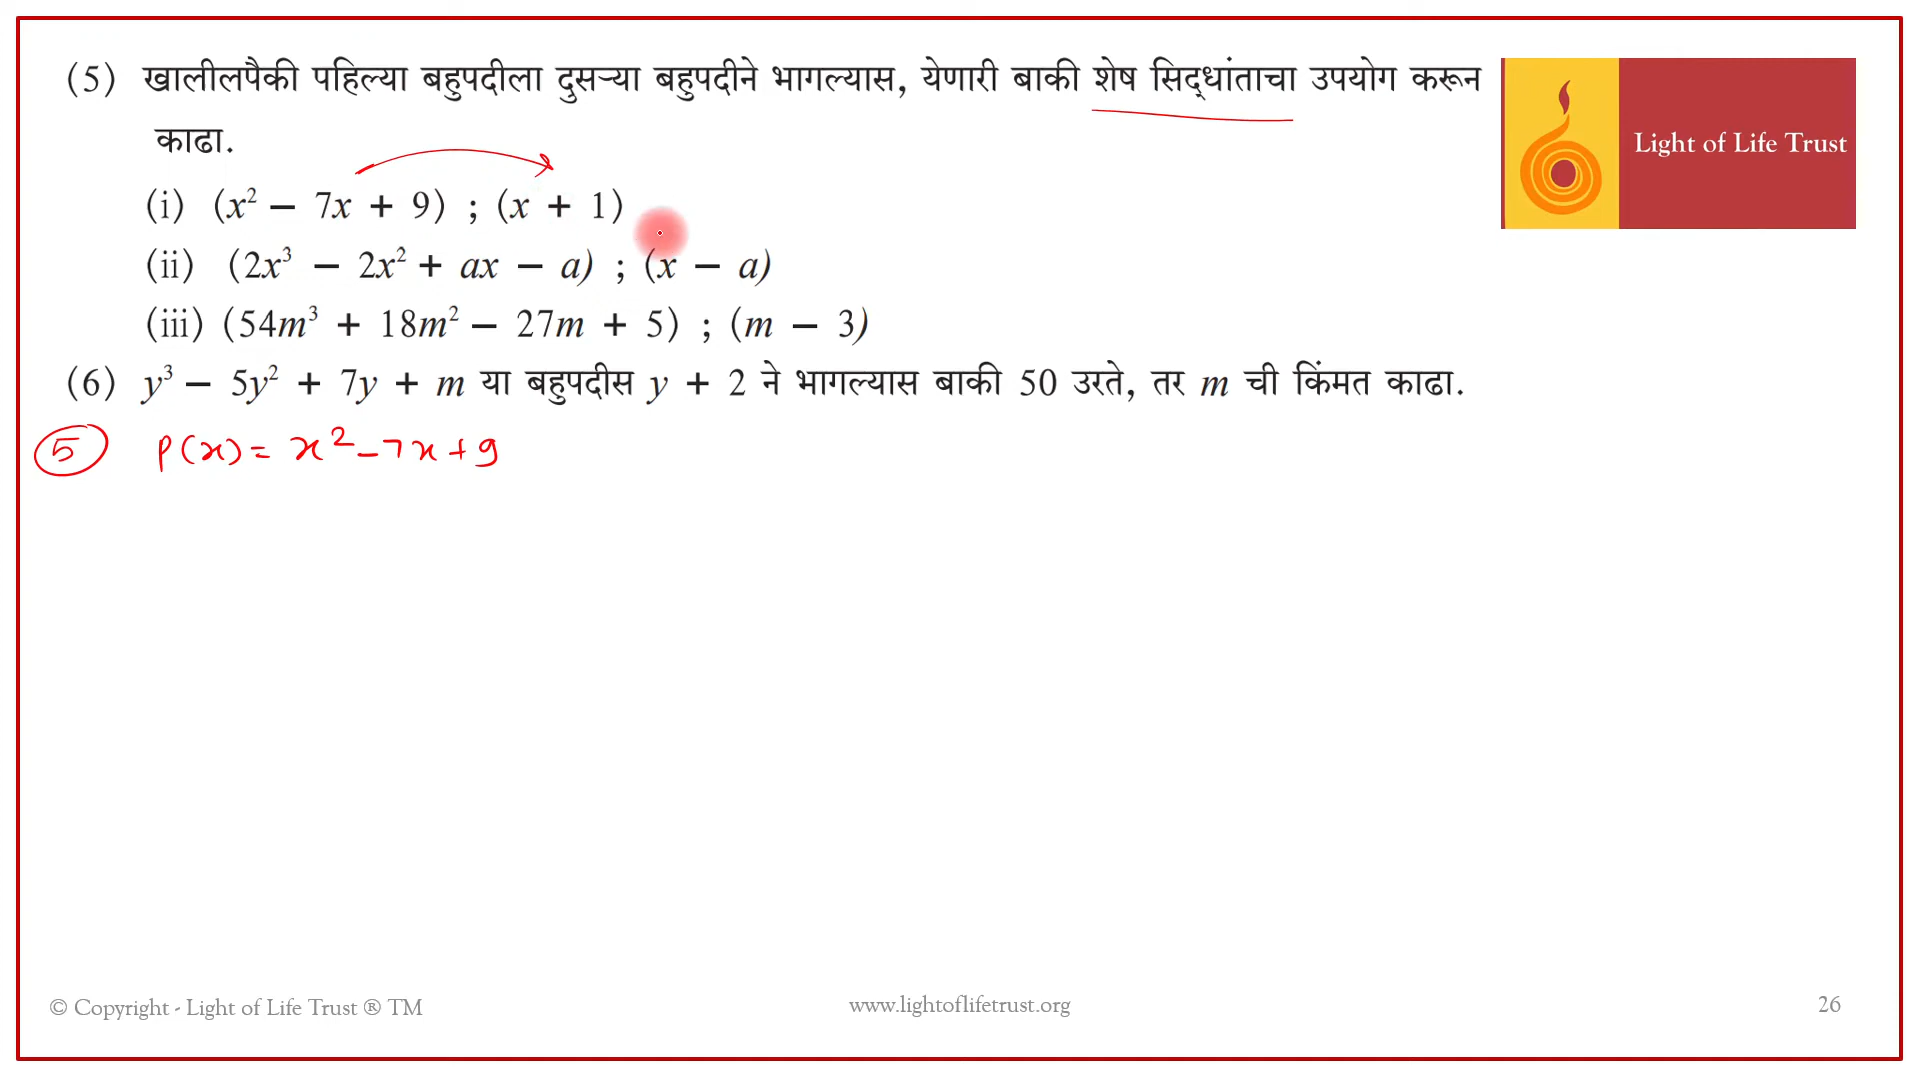 (5) खालीलपैकी पहिल्या बहुपदीला दुसऱ्या बहुपदीने भागल्यास, येणारी बाकी शेष सिद्धांताचा उपयोग करून
काढा.
Light of Life Trust
(i) (x² − 7x + 9) ; (x + 1)
(ii) (2x³ − 2x² + ax − a) ; (x − a)
(iii) (54m³ + 18m² − 27m + 5) ; (m − 3)
(6) y³ − 5y² + 7y + m या बहुपदीस y + 2 ने भागल्यास बाकी 50 उरते, तर m ची किंमत काढा.
5 P(x) = x² − 7x + 9
© Copyright - Light of Life Trust ® TM www.lightoflifetrust.org 26